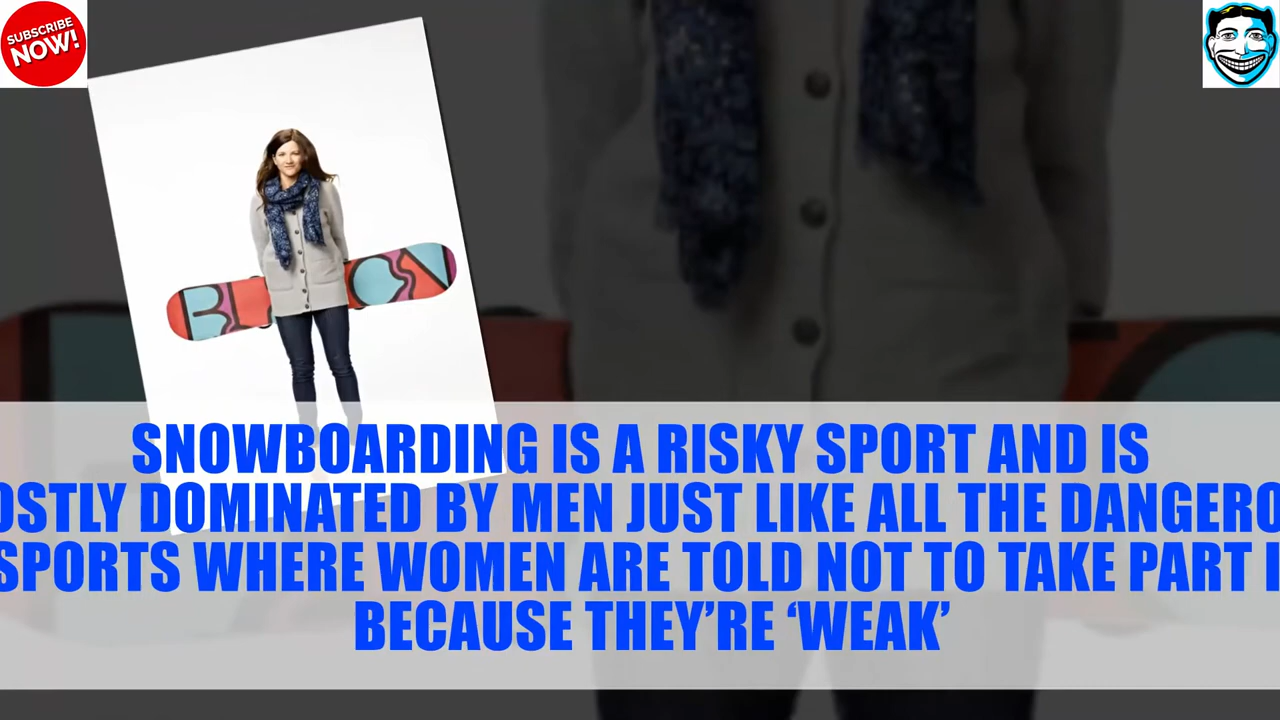 SUBSCRIBE
NOW!
SNOWBOARDING IS A RISKY SPORT AND IS
OSTLY DOMINATED BY MEN JUST LIKE ALL THE DANGERO
SPORTS WHERE WOMEN ARE TOLD NOT TO TAKE PART I
BECAUSE THEY’RE ‘WEAK’